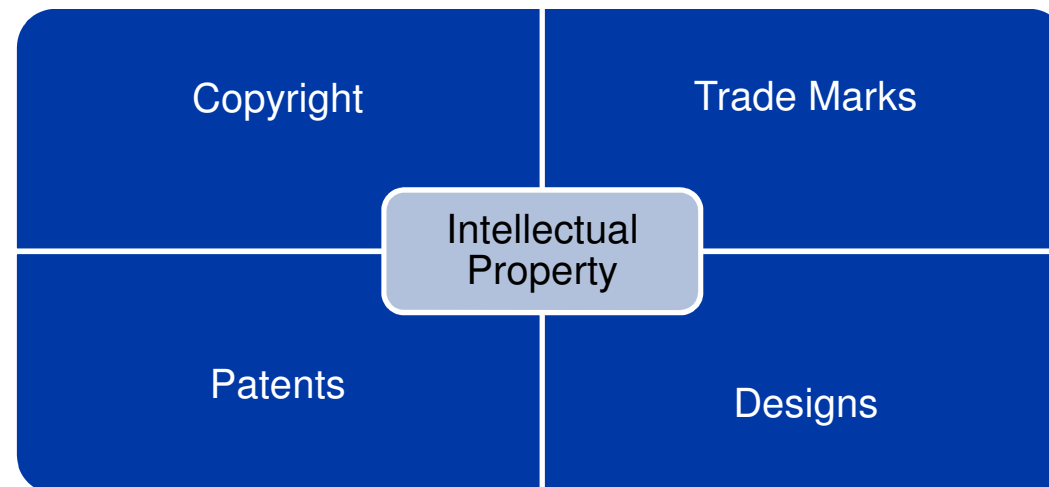 Copyright
Trade Marks
Intellectual
Property
Patents
Designs